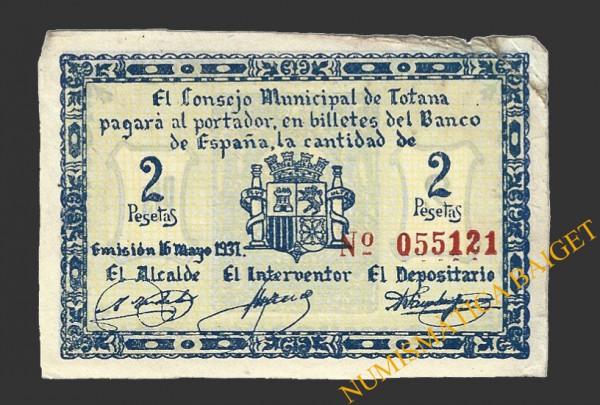 El Consejo Municipal de Totana
pagará al portador, en billetes del Banco
de España, la cantidad de
2 2
Pesetas Pesetas
Emisión 16 Mayo 1937. Nº 055121
El Alcalde El Interventor El Depositario
NUMISMATICA BAIGET